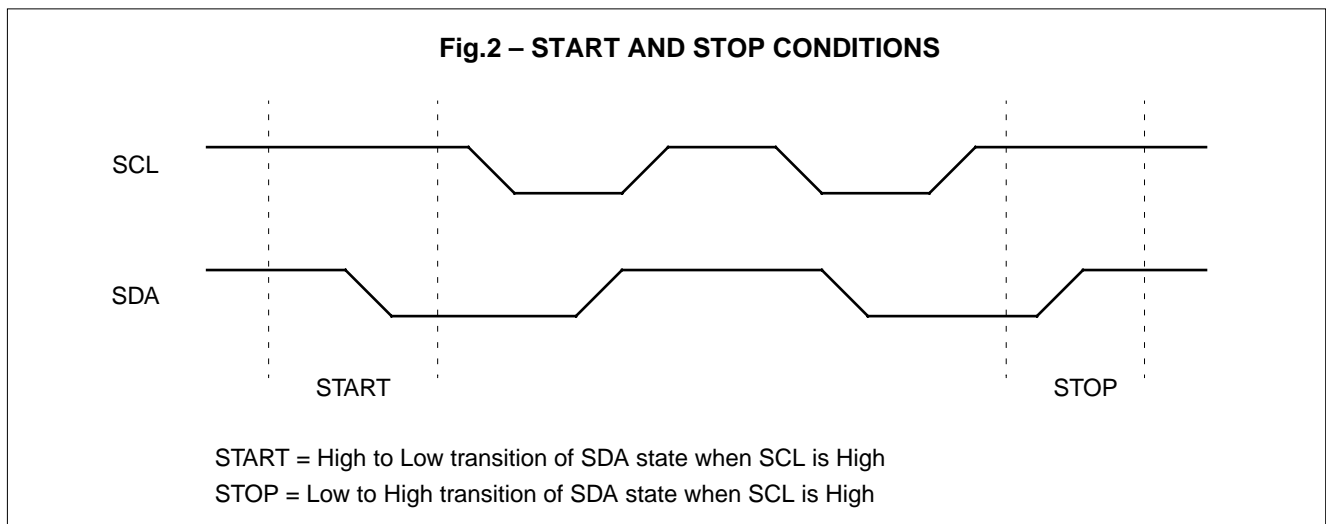 Fig.2 – START AND STOP CONDITIONS
SCL
SDA
START
STOP
START = High to Low transition of SDA state when SCL is High
STOP = Low to High transition of SDA state when SCL is High